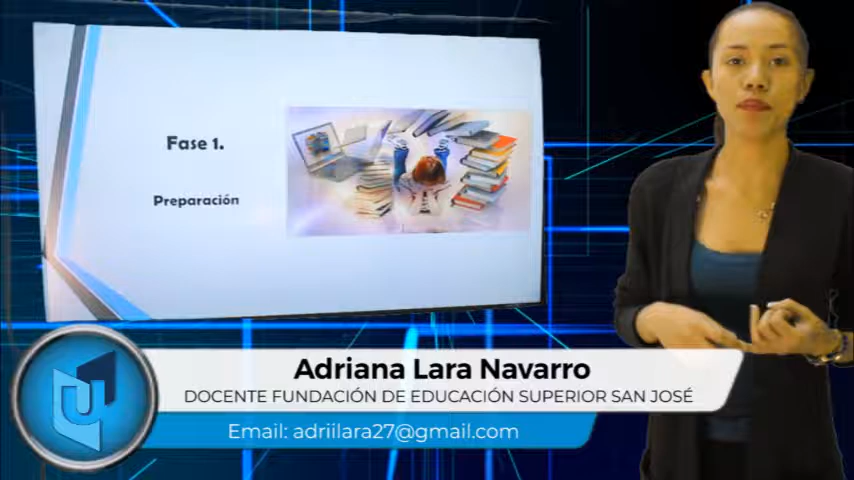 Fase 1.
Preparación
Adriana Lara Navarro
DOCENTE FUNDACIÓN DE EDUCACIÓN SUPERIOR SAN JOSÉ
Email: adriilara27@gmail.com